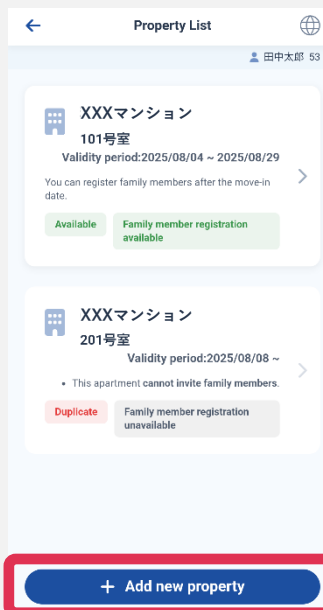 Property List
田中太郎 53
XXXマンション
101号室
Validity period:2025/08/04 ~ 2025/08/29
You can register family members after the move-in
date.
Available
Family member registration
available
XXXマンション
201号室
Validity period:2025/08/08 ~
• This apartment cannot invite family members.
Duplicate
Family member registration
unavailable
+ Add new property